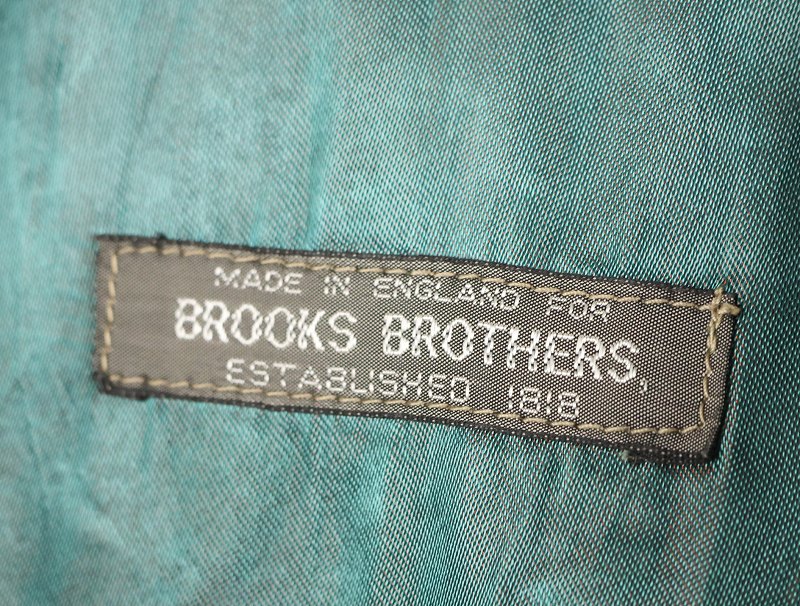 MADE IN ENGLAND FOR
BROOKS BROTHERS,
ESTABLISHED 1818